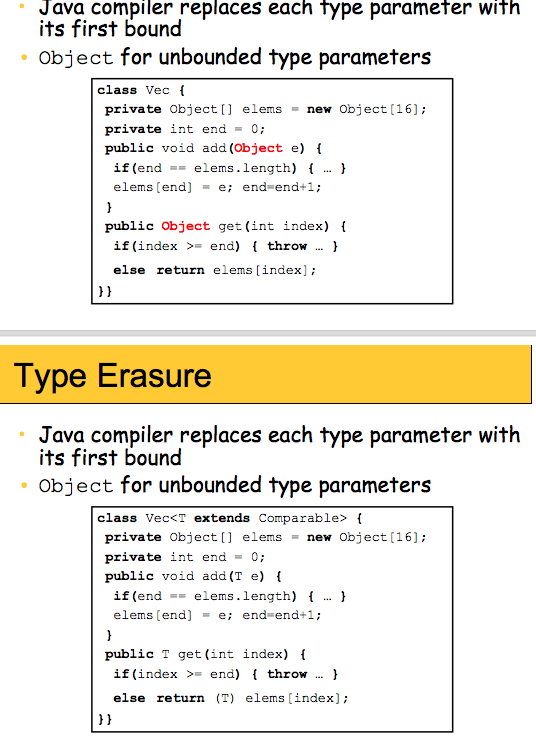 • Java compiler replaces each type parameter with
its first bound
• Object for unbounded type parameters
class Vec {
private Object[] elems = new Object[16];
private int end = 0;
public void add(Object e) {
if(end == elems.length) { … }
elems[end] = e; end=end+1;
}
public Object get(int index) {
if(index >= end) { throw … }
else return elems[index];
}}
Type Erasure
• Java compiler replaces each type parameter with
its first bound
• Object for unbounded type parameters
class Vec<T extends Comparable> {
private Object[] elems = new Object[16];
private int end = 0;
public void add(T e) {
if(end == elems.length) { … }
elems[end] = e; end=end+1;
}
public T get(int index) {
if(index >= end) { throw … }
else return (T) elems[index];
}}